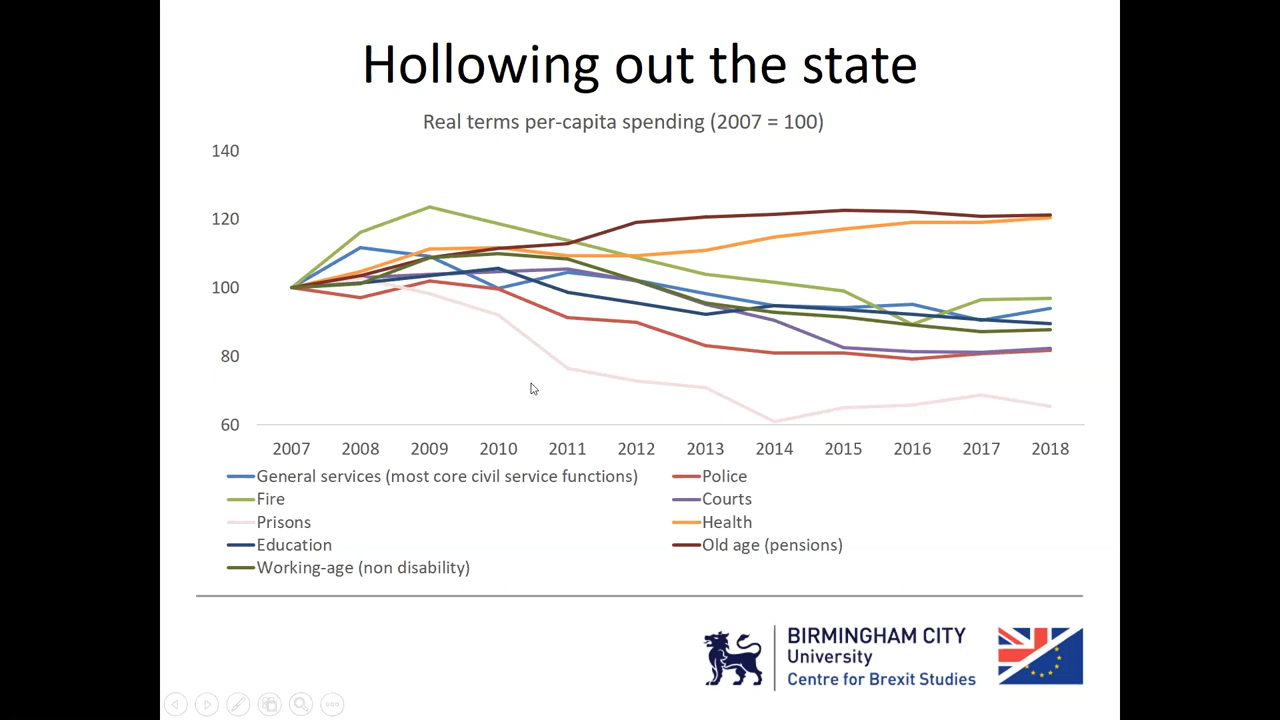 Hollowing out the state
Real terms per-capita spending (2007 = 100)
140
120
100
80
60
2007 2008 2009 2010 2011 2012 2013 2014 2015 2016 2017 2018
General services (most core civil service functions) Police
Fire Courts
Prisons Health
Education Old age (pensions)
Working-age (non disability)
BIRMINGHAM CITY
University
Centre for Brexit Studies